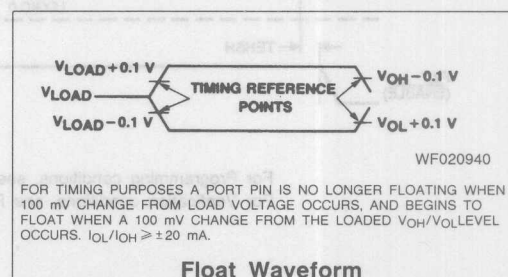 VLOAD+0.1 V
VOH-0.1 V
VLOAD
TIMING REFERENCE
POINTS
VLOAD-0.1 V
VOL+0.1 V
WF020940
FOR TIMING PURPOSES A PORT PIN IS NO LONGER FLOATING WHEN
100 mV CHANGE FROM LOAD VOLTAGE OCCURS, AND BEGINS TO
FLOAT WHEN A 100 mV CHANGE FROM THE LOADED VOH/VOL LEVEL
OCCURS. IOL/IOH ≥ ±20 mA.
Float Waveform